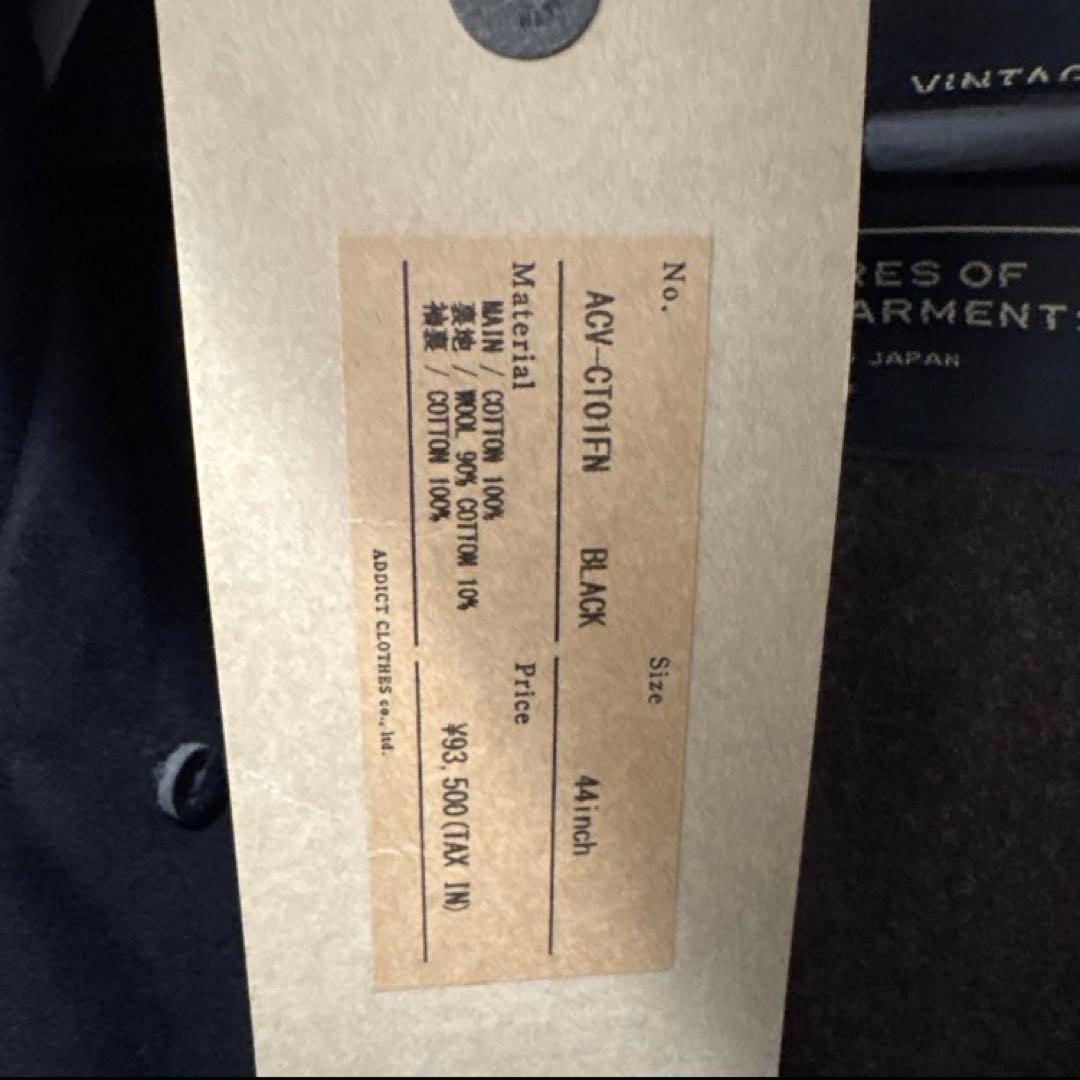 No.
Size
ACV-CT01FN BLACK
44inch
Material
Price
MAIN / COTTON 100%
裏地 / WOOL 90% COTTON 10%
袖裏 / COTTON 100%
¥93,500(TAX IN)
ADDICT CLOTHES co., ltd.
VINTAG
RES OF
ARMENTS
JAPAN